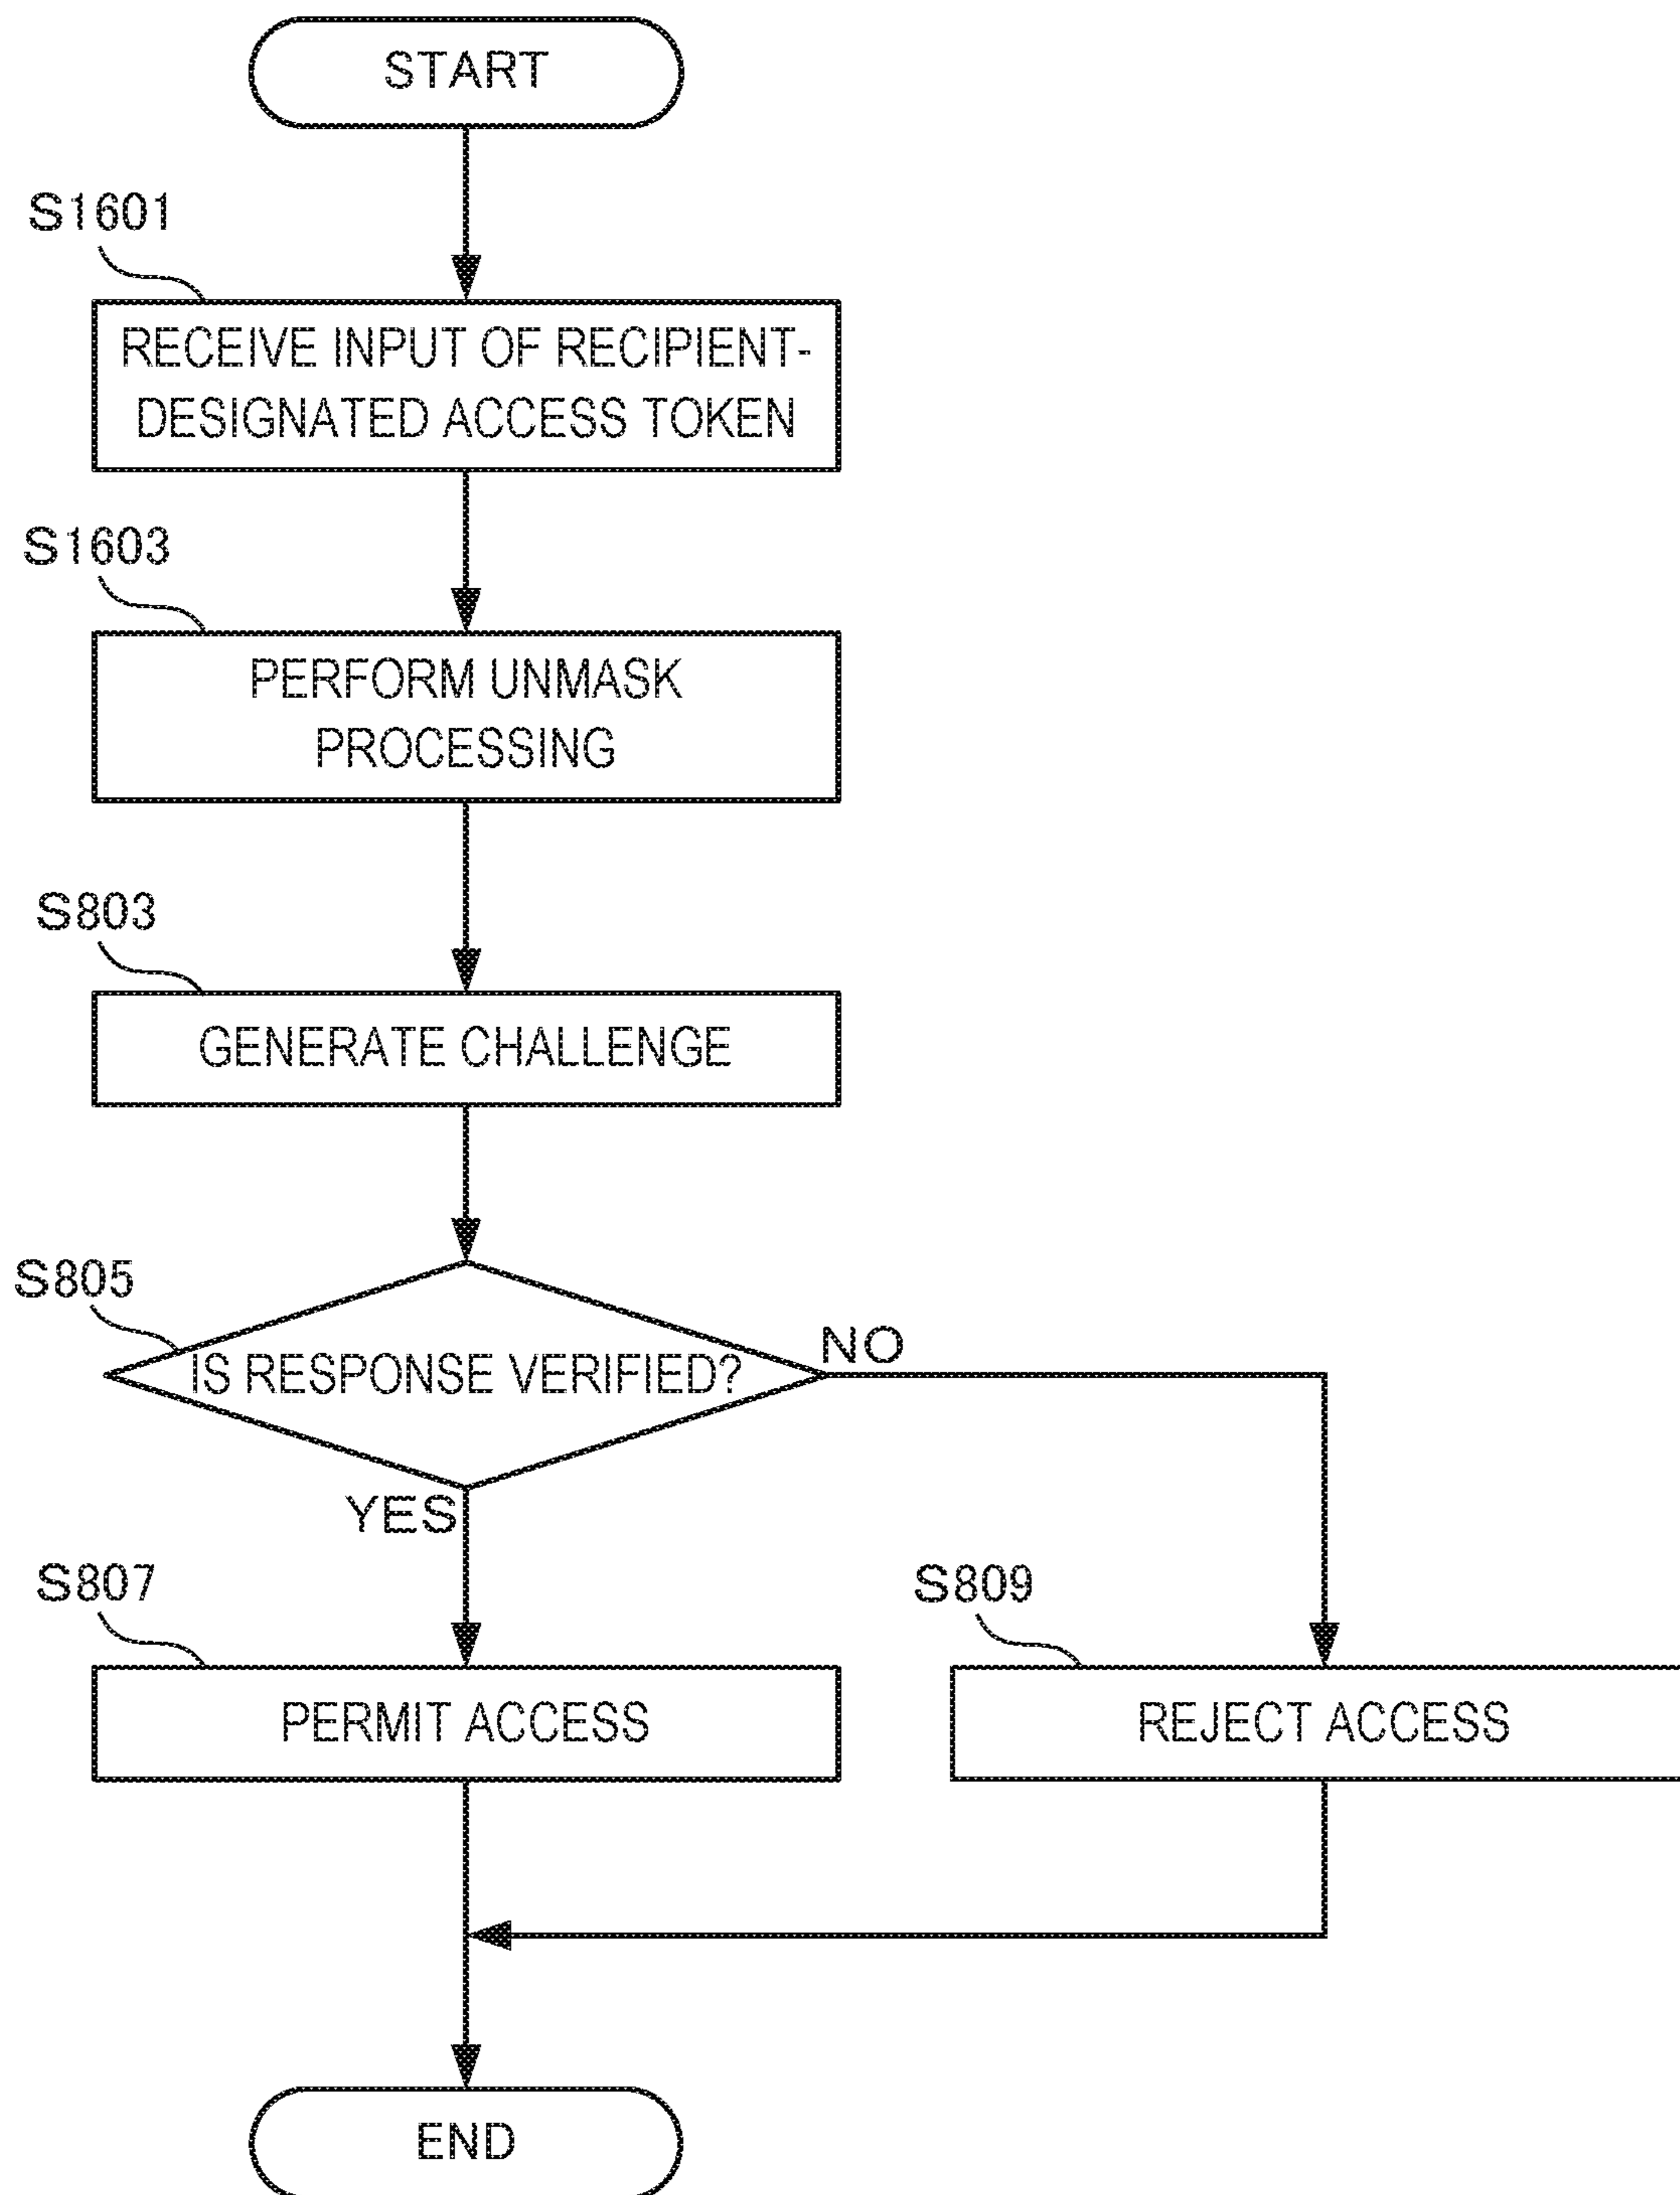 START
S1601
RECEIVE INPUT OF RECIPIENT-
DESIGNATED ACCESS TOKEN
S1603
PERFORM UNMASK
PROCESSING
S803
GENERATE CHALLENGE
S805
IS RESPONSE VERIFIED?
NO
YES
S807
PERMIT ACCESS
S809
REJECT ACCESS
END